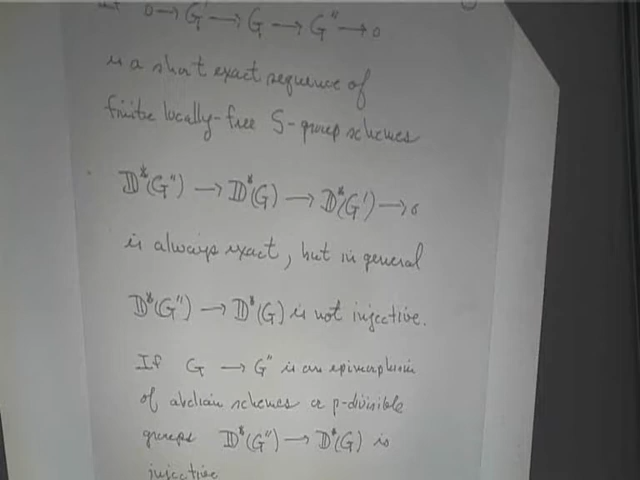 0 → G' → G → G'' → 0
is a short exact sequence of
finite locally-free S-group schemes
𝔻*(G'') → 𝔻*(G) → 𝔻*(G') → 0
is always exact, but in general
𝔻*(G'') → 𝔻*(G) is not injective.
If G → G'' is an epimorphism
of abelian schemes or p-divisible
groups 𝔻*(G'') → 𝔻*(G) is
injective